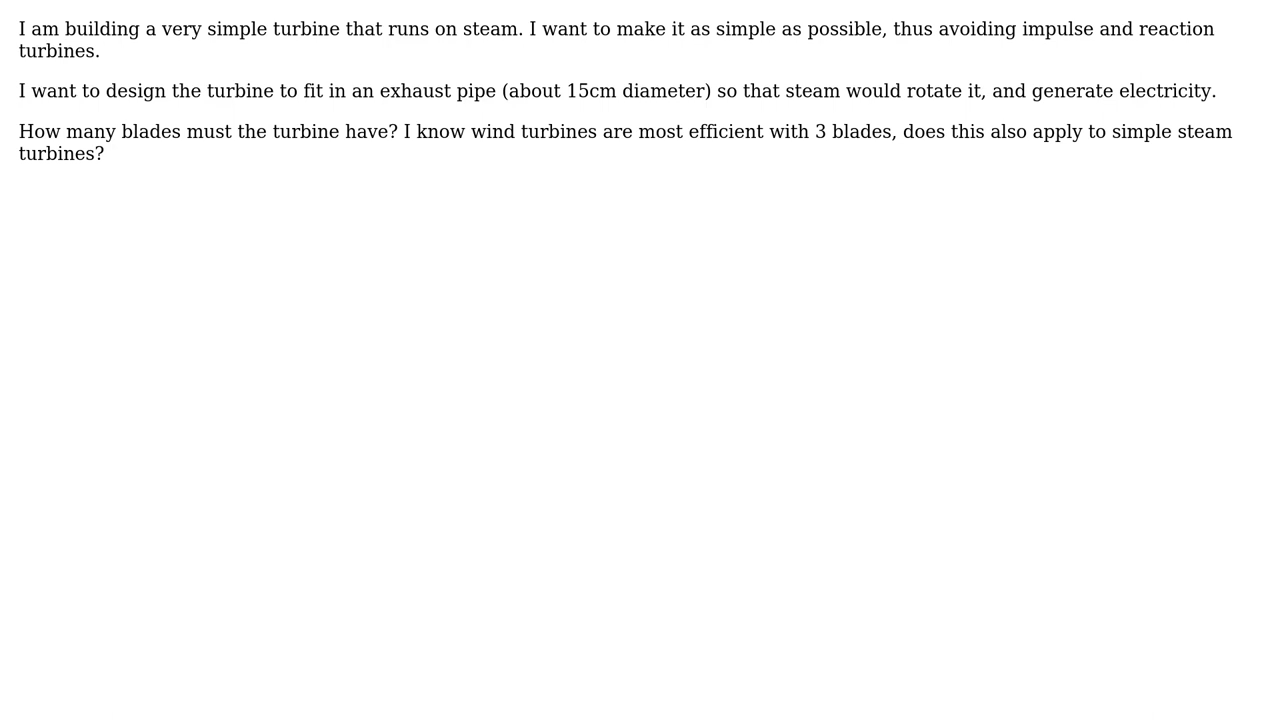 I am building a very simple turbine that runs on steam. I want to make it as simple as possible, thus avoiding impulse and reaction
turbines.
I want to design the turbine to fit in an exhaust pipe (about 15cm diameter) so that steam would rotate it, and generate electricity.
How many blades must the turbine have? I know wind turbines are most efficient with 3 blades, does this also apply to simple steam
turbines?